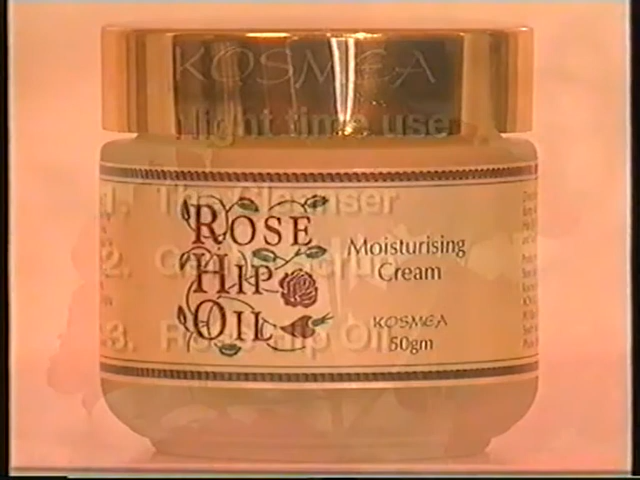 KOSMEA
Night time use
1. The Cleanser
2.
3. Rose Hip Oil
ROSE
HIP
OIL
Moisturising
Cream
KOSMEA
50gm